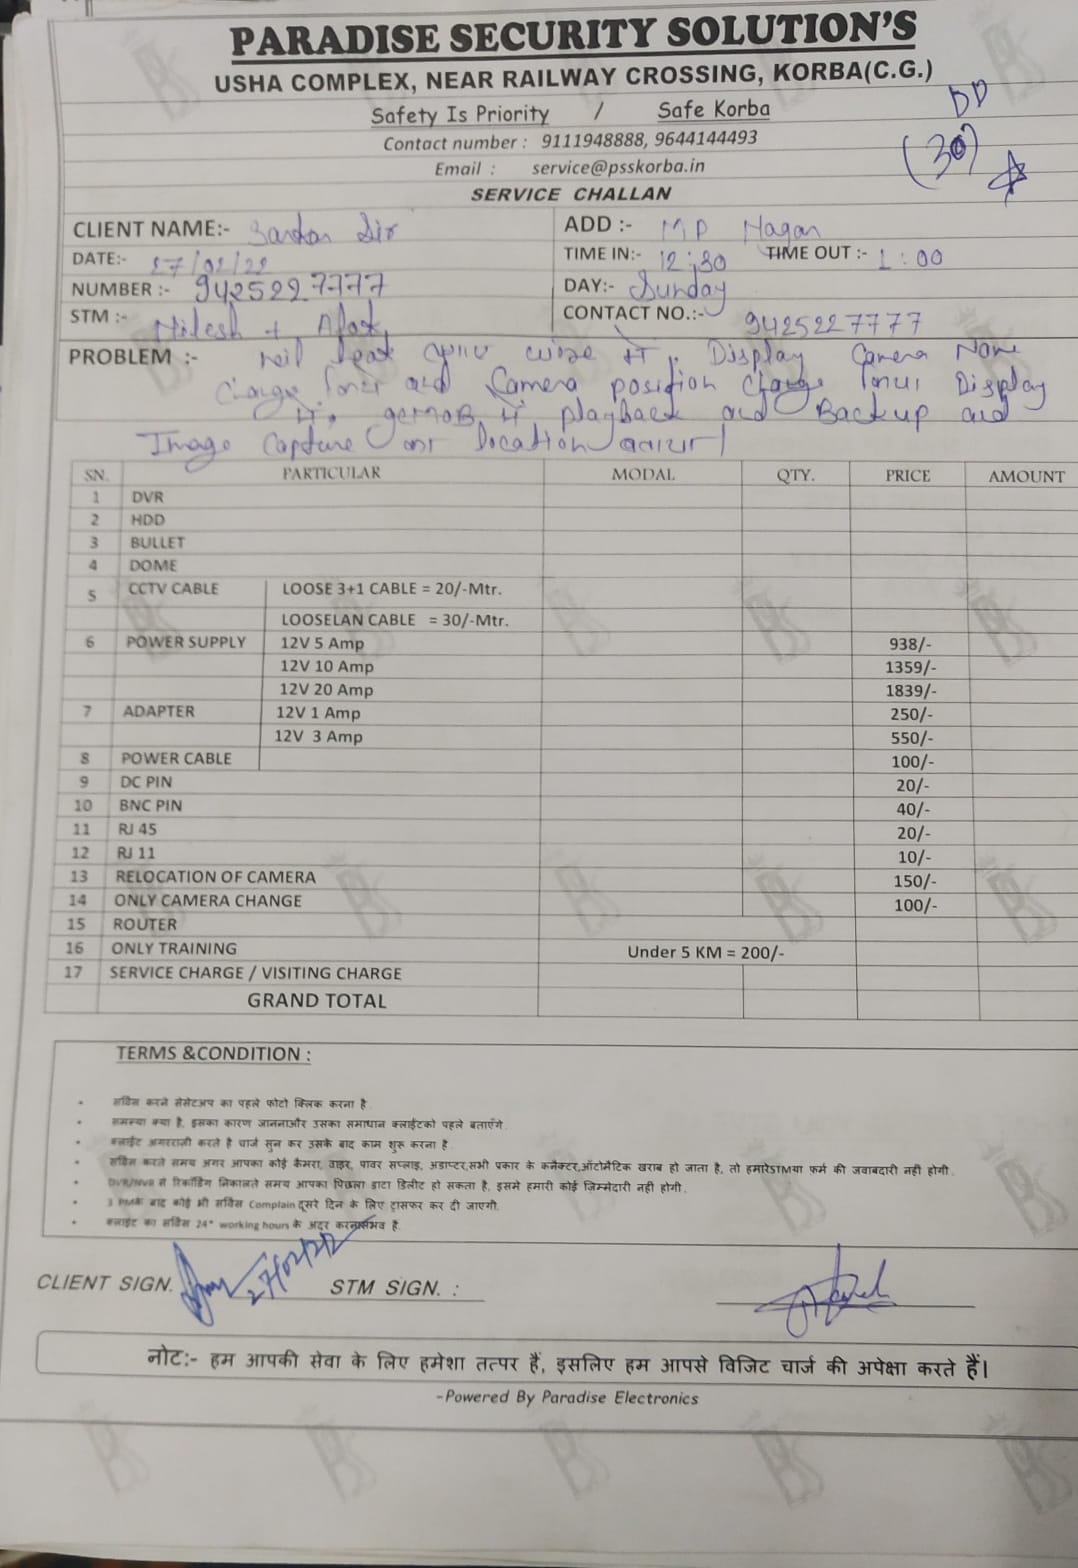 PARADISE SECURITY SOLUTION'S
USHA COMPLEX, NEAR RAILWAY CROSSING, KORBA(C.G.)
DD
Safety Is Priority / Safe Korba
(30)
Contact number : 9111948888, 9644144493
Email : service@psskorba.in
SERVICE CHALLAN
CLIENT NAME:- Sir ADD :- MP Nagar
DATE:- 27/02/22 TIME IN:- 12:30 TIME OUT :- 1:00
NUMBER :- 9425227777 DAY:- Sunday
STM :- Nilesh + CONTACT NO.:- 9425227777
PROBLEM :- Display Camera Name
Change and Camera position change Display
playback and Backup and
Image Capture Location
SN. PARTICULAR MODAL QTY. PRICE AMOUNT
1 DVR
2 HDD
3 BULLET
4 DOME
5 CCTV CABLE LOOSE 3+1 CABLE = 20/-Mtr.
LOOSELAN CABLE = 30/-Mtr.
6 POWER SUPPLY 12V 5 Amp 938/-
12V 10 Amp 1359/-
12V 20 Amp 1839/-
7 ADAPTER 12V 1 Amp 250/-
12V 3 Amp 550/-
8 POWER CABLE 100/-
9 DC PIN 20/-
10 BNC PIN 40/-
11 RJ 45 20/-
12 RJ 11 10/-
13 RELOCATION OF CAMERA 150/-
14 ONLY CAMERA CHANGE 100/-
15 ROUTER
16 ONLY TRAINING Under 5 KM = 200/-
17 SERVICE CHARGE / VISITING CHARGE
GRAND TOTAL
TERMS &CONDITION :
• सर्विस करने सेसेटअप का पहले फोटो क्लिक करना है
• समस्या क्या है, इसका कारण जाननाऔर उसका समाधान क्लाईटको पहले बताएँगे.
• क्लाईट अगरराज़ी करते है चार्ज सुन कर उसके बाद काम शुरू करना है
• सर्विस करते समय अगर आपका कोई कैमरा, वाइर, पावर सप्लाइ, अडाप्टर,सभी प्रकार के कनेक्टर,ऑटोमैटिक खराब हो जाता है, तो हमारेSTMया फर्म की जवाबदारी नही होगी.
• DVR/NVR से रिकॉर्डिंग निकालते समय आपका पिछला डाटा डिलीट हो सकता है, इसमे हमारी कोई ज़िम्मेदारी नही होगी.
• 3 PMके बाद कोई भी सर्विस Complain दूसरे दिन के लिए ट्रांसफर कर दी जाएगी.
• क्लाईट का सर्विस 24* working hours के अंदर करनासंभव है.
CLIENT SIGN. 27/02/22 STM SIGN. :
नोट:- हम आपकी सेवा के लिए हमेशा तत्पर हैं, इसलिए हम आपसे विजिट चार्ज की अपेक्षा करते हैं।
-Powered By Paradise Electronics